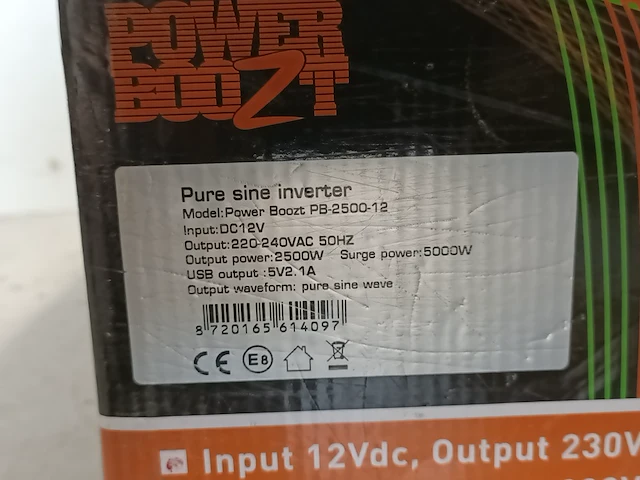 POWER
BOOZT
Pure sine inverter
Model:Power Boozt PB-2500-12
Input:DC12V
Output:220-240VAC 50HZ
Output power:2500W Surge power:5000W
USB output :5V2.1A
Output waveform: pure sine wave
8 720165 614097
CE E8
Input 12Vdc, Output 230V